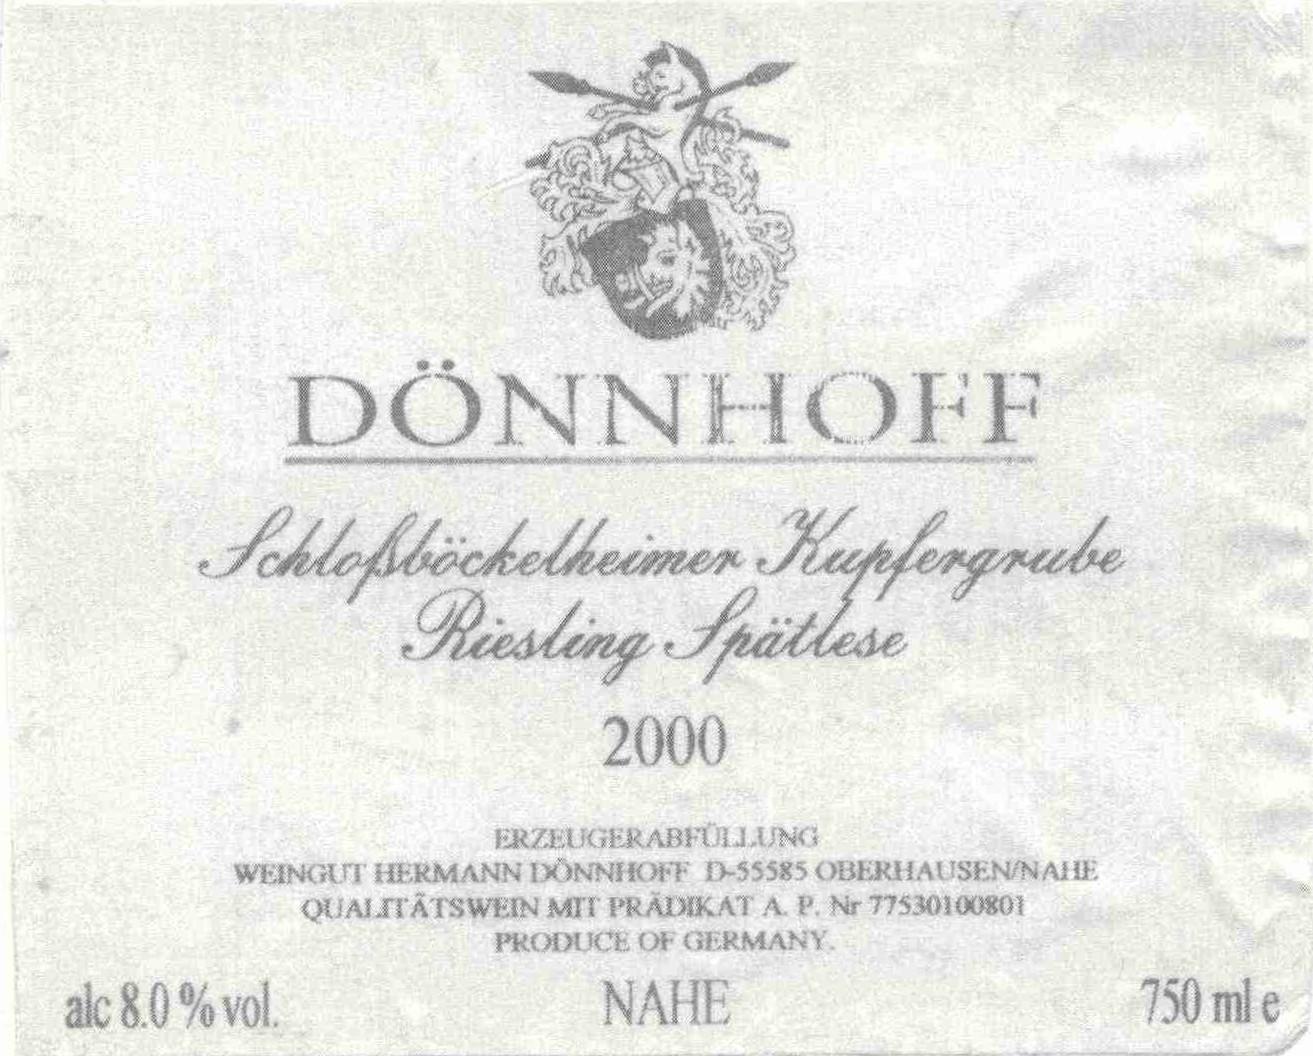 DÖNNHOFF
Schloßböckelheimer Kupfergrube
Riesling Spätlese
2000
ERZEUGERABFÜLLUNG
WEINGUT HERMANN DÖNNHOFF D-55585 OBERHAUSEN/NAHE
QUALITÄTSWEIN MIT PRÄDIKAT A. P. Nr 77530100801
PRODUCE OF GERMANY.
alc 8.0 % vol. NAHE 750 ml e